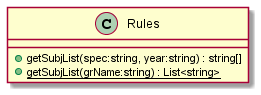 C Rules
getSubjList(spec:string, year:string) : string[]
getSubjList(grName:string) : List<string>